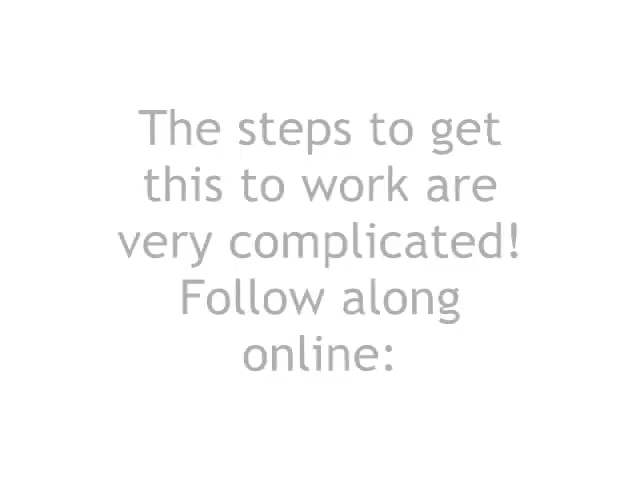 The steps to get
this to work are
very complicated!
Follow along
online: